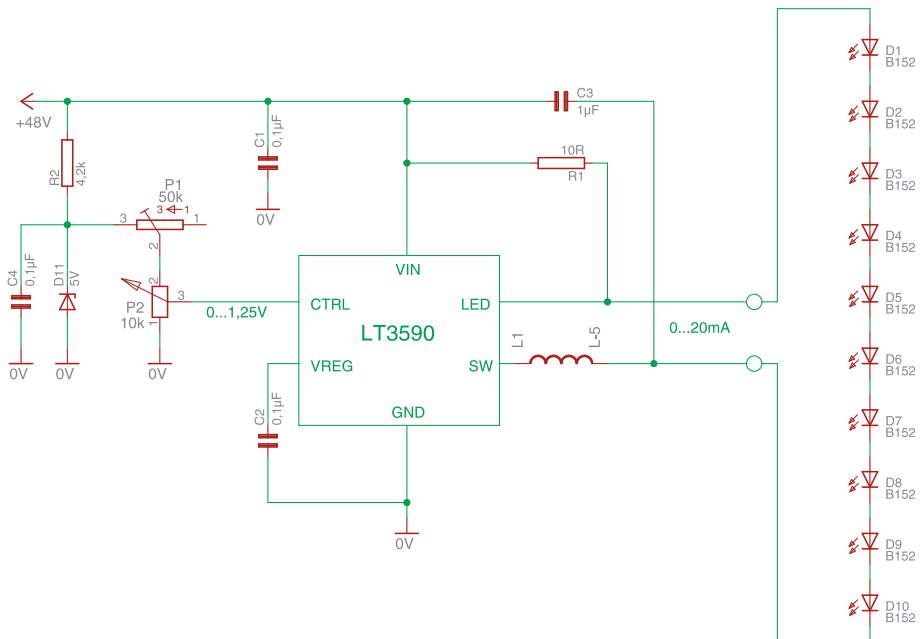 +48V
R2
4,2k
C1
0,1µF
0V
C3
1µF
10R
R1
P1
50k
3
3
1
1
2
C4
0,1µF
0V
D11
5V
0V
P2
10k
2
3
1
0V
0...1,25V
VIN
CTRL
LED
LT3590
VREG
SW
GND
C2
0,1µF
0V
L1
L-5
0...20mA
D1
B152
D2
B152
D3
B152
D4
B152
D5
B152
D6
B152
D7
B152
D8
B152
D9
B152
D10
B152